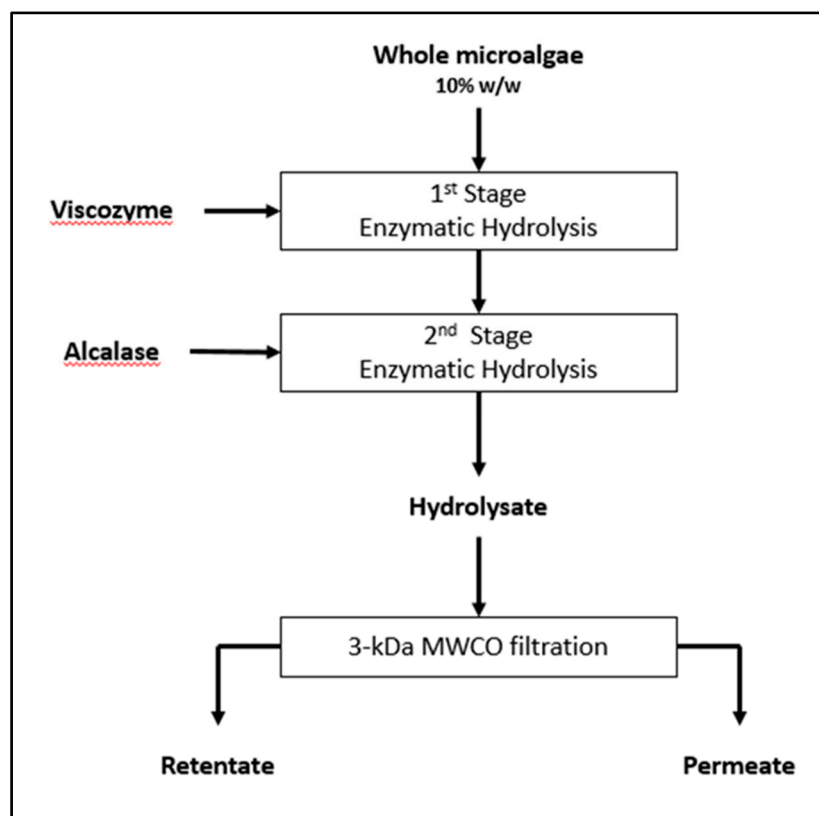 Whole microalgae
10% w/w
Viscozyme
1st Stage
Enzymatic Hydrolysis
Alcalase
2nd Stage
Enzymatic Hydrolysis
Hydrolysate
3-kDa MWCO filtration
Retentate
Permeate